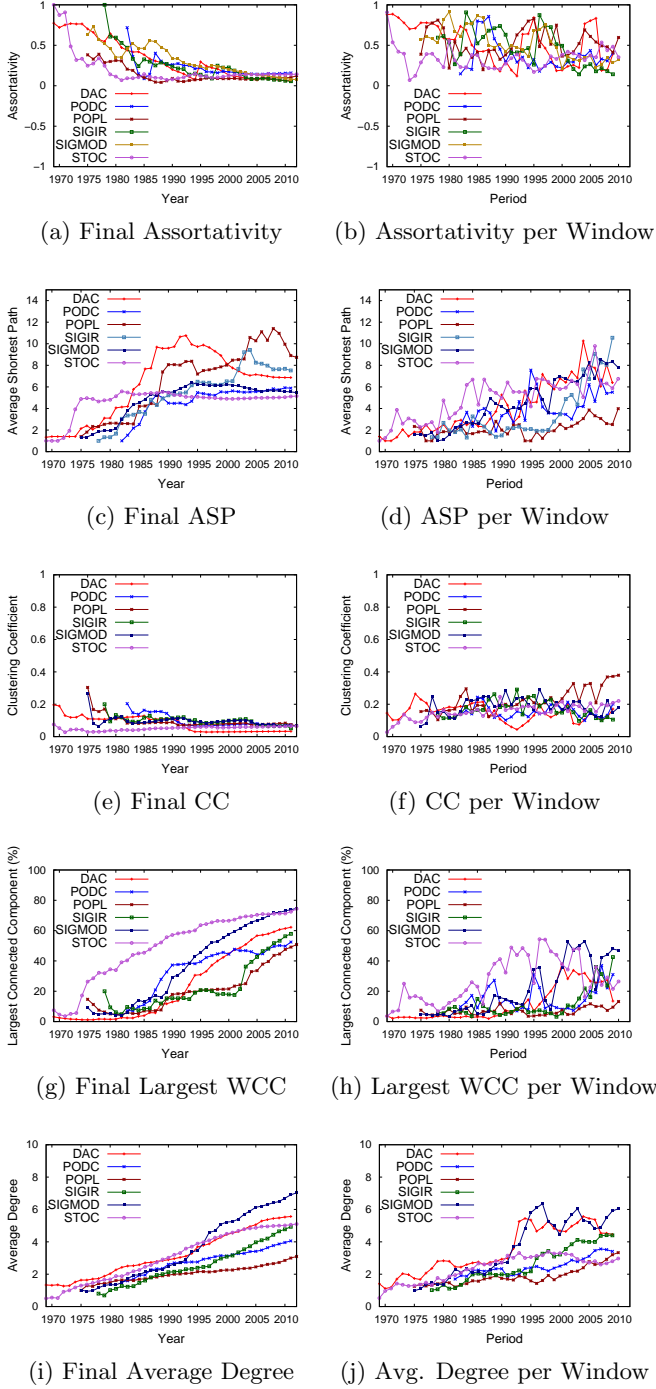 1
0.5
0
−0.5
−1
Assortativity
DAC
PODC
POPL
SIGIR
SIGMOD
STOC
1970 1975 1980 1985 1990 1995 2000 2005 2010
Year
(a) Final Assortativity
1
0.5
0
−0.5
−1
Assortativity
DAC
PODC
POPL
SIGIR
SIGMOD
STOC
1970 1975 1980 1985 1990 1995 2000 2005 2010
Period
(b) Assortativity per Window
14
12
10
8
6
4
2
0
Average Shortest Path
DAC
PODC
POPL
SIGIR
SIGMOD
STOC
1970 1975 1980 1985 1990 1995 2000 2005 2010
Year
(c) Final ASP
14
12
10
8
6
4
2
0
Average Shortest Path
DAC
PODC
POPL
SIGIR
SIGMOD
STOC
1970 1975 1980 1985 1990 1995 2000 2005 2010
Period
(d) ASP per Window
1
0.8
0.6
0.4
0.2
0
Clustering Coefficient
DAC
PODC
POPL
SIGIR
SIGMOD
STOC
1970 1975 1980 1985 1990 1995 2000 2005 2010
Year
(e) Final CC
1
0.8
0.6
0.4
0.2
0
Clustering Coefficient
DAC
PODC
POPL
SIGIR
SIGMOD
STOC
1970 1975 1980 1985 1990 1995 2000 2005 2010
Period
(f) CC per Window
100
80
60
40
20
0
Largest Connected Component (%)
DAC
PODC
POPL
SIGIR
SIGMOD
STOC
1970 1975 1980 1985 1990 1995 2000 2005 2010
Year
(g) Final Largest WCC
100
80
60
40
20
0
Largest Connected Component (%)
DAC
PODC
POPL
SIGIR
SIGMOD
STOC
1970 1975 1980 1985 1990 1995 2000 2005 2010
Period
(h) Largest WCC per Window
10
8
6
4
2
0
Average Degree
DAC
PODC
POPL
SIGIR
SIGMOD
STOC
1970 1975 1980 1985 1990 1995 2000 2005 2010
Year
(i) Final Average Degree
10
8
6
4
2
0
Average Degree
DAC
PODC
POPL
SIGIR
SIGMOD
STOC
1970 1975 1980 1985 1990 1995 2000 2005 2010
Period
(j) Avg. Degree per Window